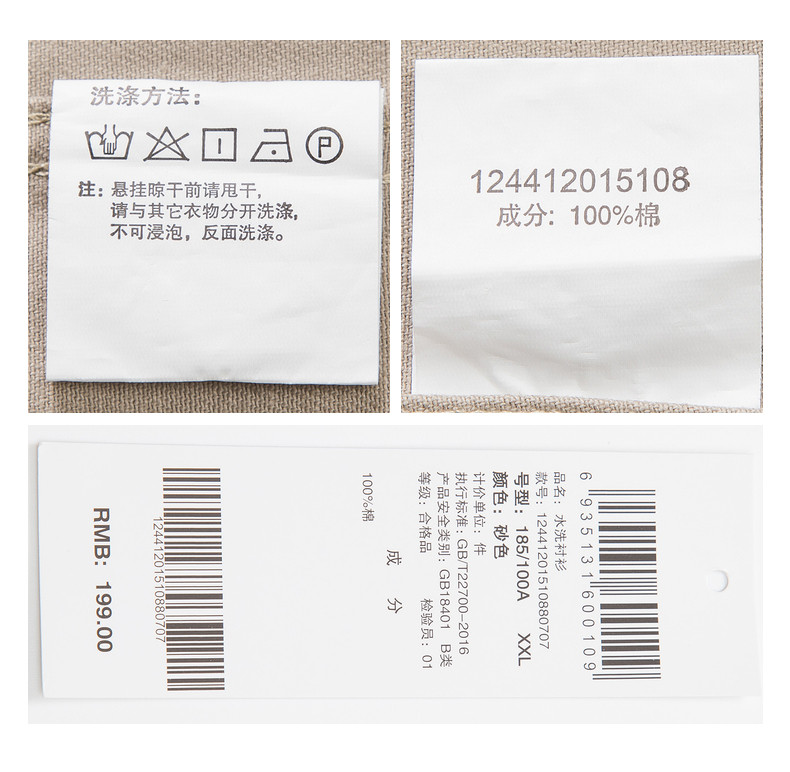 洗涤方法：
P
注：悬挂晾干前请甩干，
请与其它衣物分开洗涤，
不可浸泡，反面洗涤。
124412015108
成分：100%棉
6935131600109
品名：水洗衬衫
款号：12441201510880707
号型：185/100A XXL
颜色：砂色
计价单位：件
执行标准：GB/T22700-2016
产品安全类别：GB18401 B类
等级：合格品 检验员：01
成 分
100%棉
12441201510880707
RMB：199.00